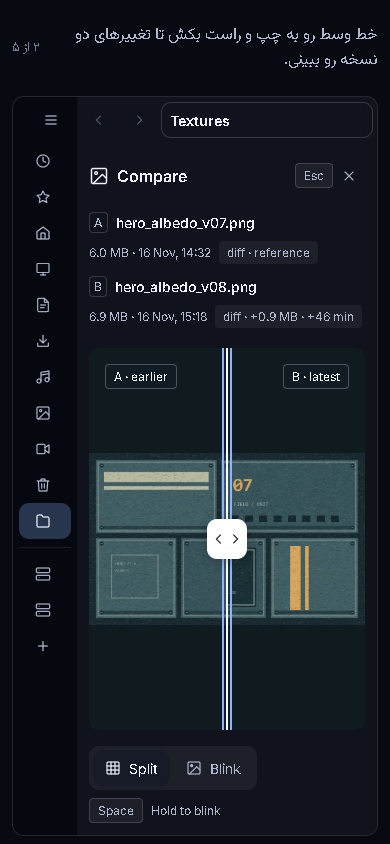 خط وسط رو به چپ و راست بکش تا تغییرهای دو نسخه رو ببینی.
۲ از ۵
Textures
Compare
Esc
A hero_albedo_v07.png
6.0 MB · 16 Nov, 14:32 diff · reference
B hero_albedo_v08.png
6.9 MB · 16 Nov, 15:18 diff · +0.9 MB · +46 min
A · earlier
B · latest
07
Split
Blink
Space Hold to blink